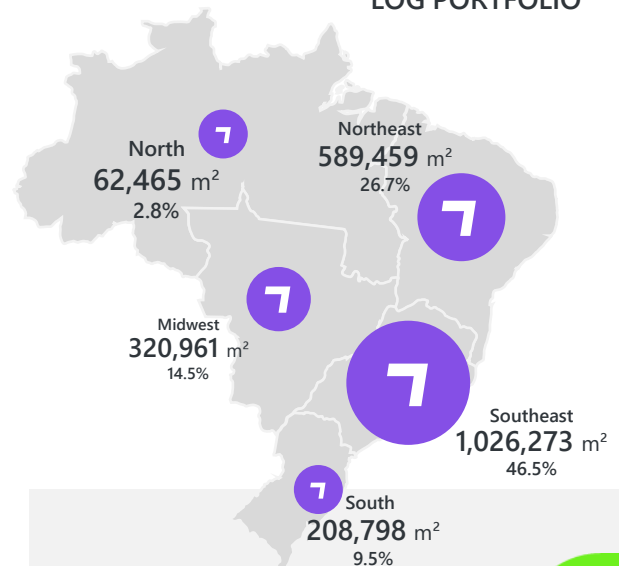 LOG PORTFOLIO
Northeast
589,459 m²
26.7%
North
62,465 m²
2.8%
Midwest
320,961 m²
14.5%
Southeast
1,026,273 m²
46.5%
South
208,798 m²
9.5%